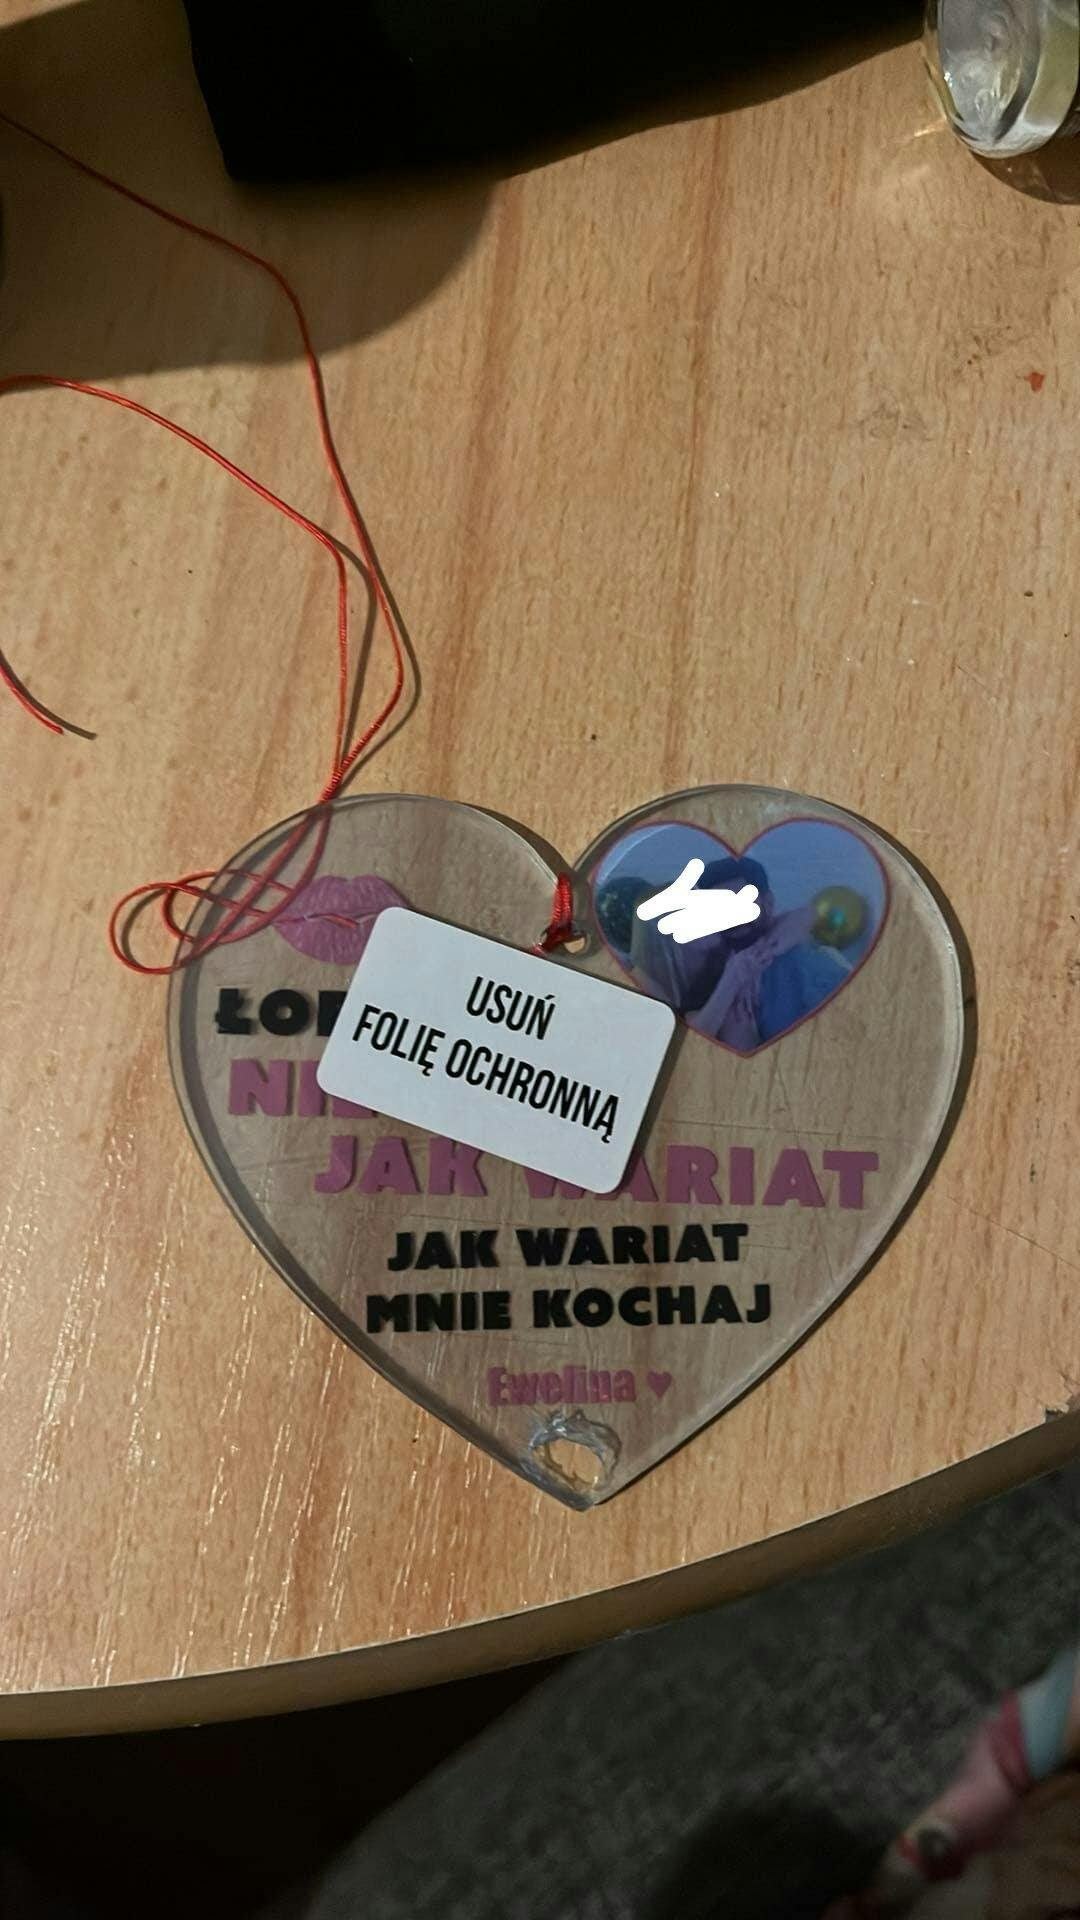 USUŃ
FOLIĘ OCHRONNĄ
JAK WARIAT
JAK WARIAT
MNIE KOCHAJ
Ewelina ♥